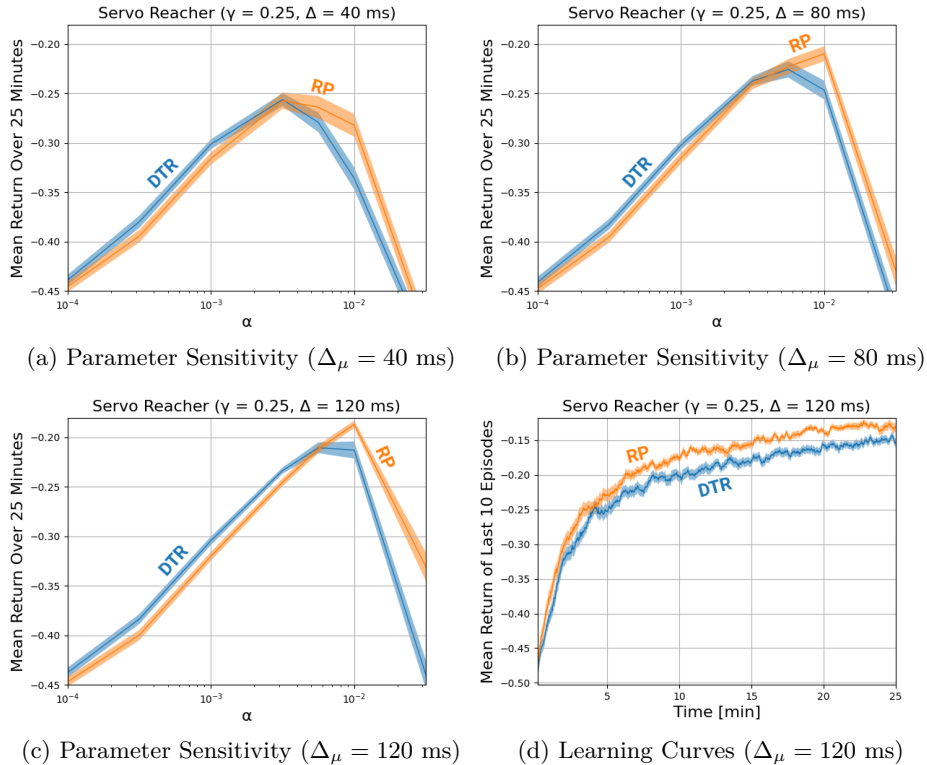 Servo Reacher (γ = 0.25, Δ = 40 ms)
Mean Return Over 25 Minutes
−0.20
−0.25
−0.30
−0.35
−0.40
−0.45
RP
DTR
10⁻⁴
10⁻³
10⁻²
α
(a) Parameter Sensitivity (Δ_μ = 40 ms)
Servo Reacher (γ = 0.25, Δ = 80 ms)
Mean Return Over 25 Minutes
−0.20
−0.25
−0.30
−0.35
−0.40
−0.45
RP
DTR
10⁻⁴
10⁻³
10⁻²
α
(b) Parameter Sensitivity (Δ_μ = 80 ms)
Servo Reacher (γ = 0.25, Δ = 120 ms)
Mean Return Over 25 Minutes
−0.20
−0.25
−0.30
−0.35
−0.40
−0.45
RP
DTR
10⁻⁴
10⁻³
10⁻²
α
(c) Parameter Sensitivity (Δ_μ = 120 ms)
Servo Reacher (γ = 0.25, Δ = 120 ms)
Mean Return of Last 10 Episodes
−0.15
−0.20
−0.25
−0.30
−0.35
−0.40
−0.45
−0.50
RP
DTR
5
10
15
20
25
Time [min]
(d) Learning Curves (Δ_μ = 120 ms)